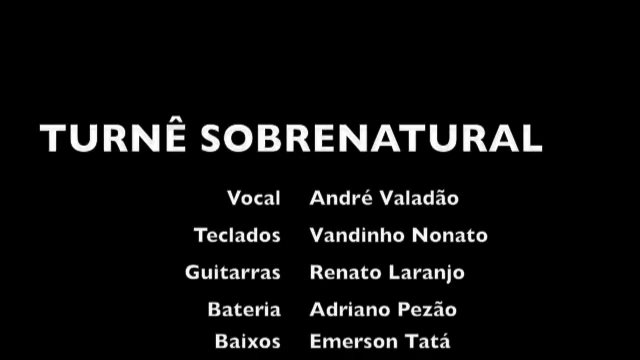 TURNÊ SOBRENATURAL
Vocal André Valadão
Teclados Vandinho Nonato
Guitarras Renato Laranjo
Bateria Adriano Pezão
Baixos Emerson Tatá